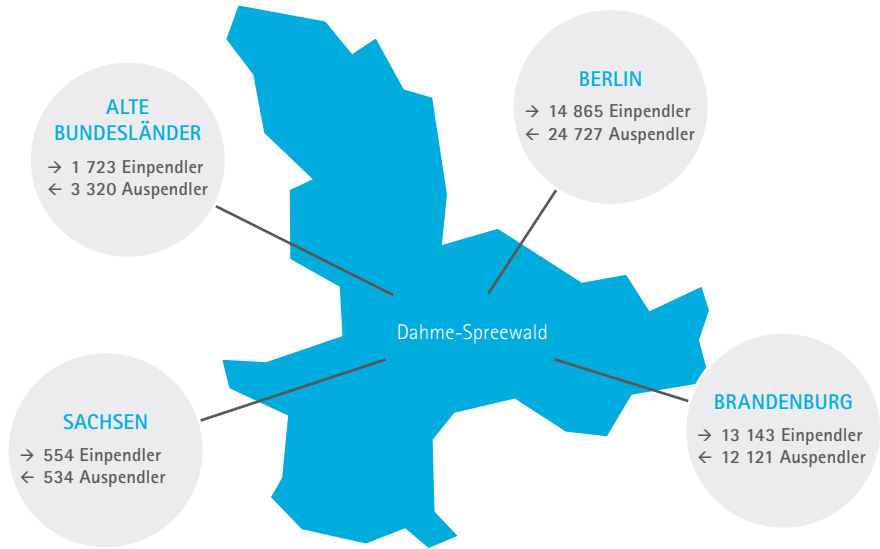 ALTE
BUNDESLÄNDER
→ 1 723 Einpendler
← 3 320 Auspendler
BERLIN
→ 14 865 Einpendler
← 24 727 Auspendler
Dahme-Spreewald
SACHSEN
→ 554 Einpendler
← 534 Auspendler
BRANDENBURG
→ 13 143 Einpendler
← 12 121 Auspendler